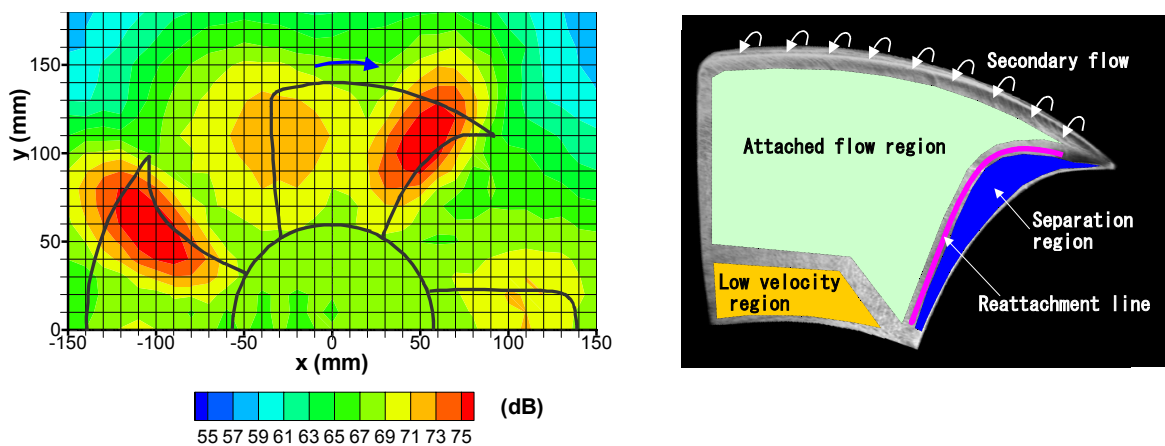 150
100
50
0
y (mm)
-150 -100 -50 0 50 100 150
x (mm)
(dB)
55 57 59 61 63 65 67 69 71 73 75
Secondary flow
Attached flow region
Separation
region
Low velocity
region
Reattachment line